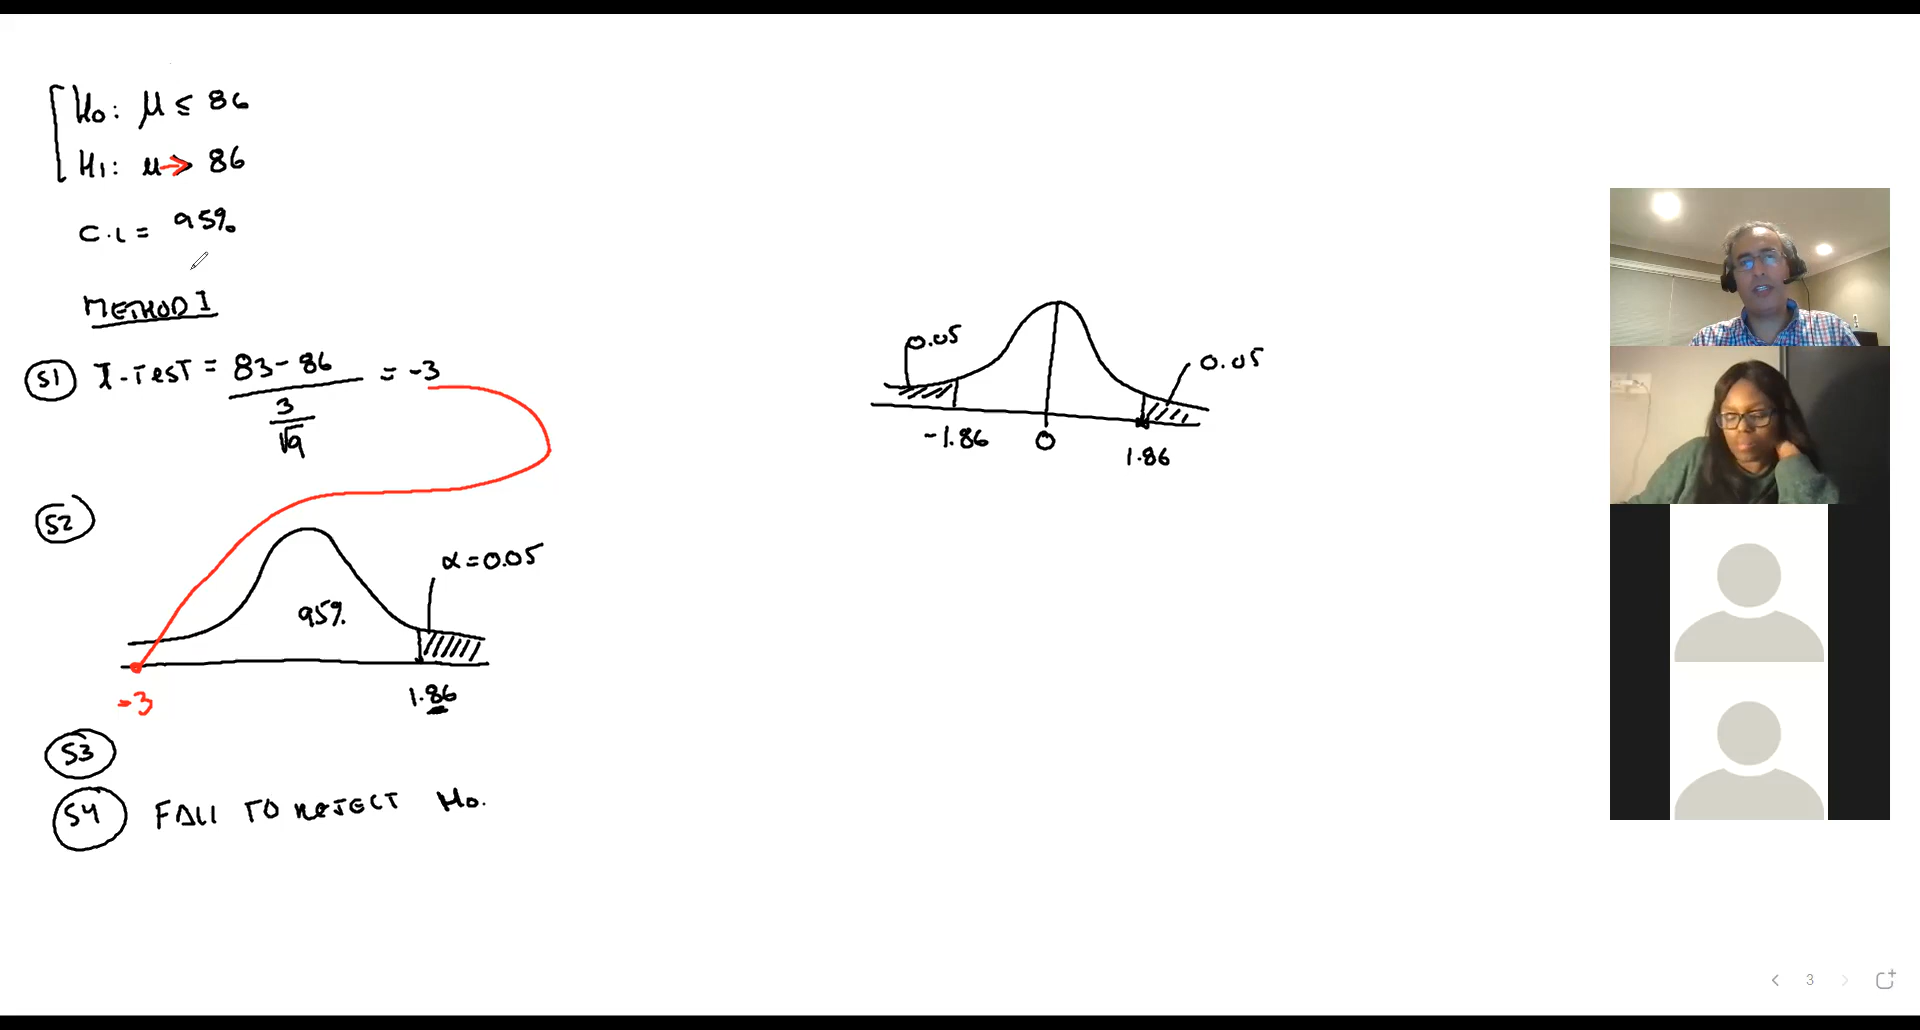 H0: μ ≤ 86
H1: μ > 86
C.L = 95%
METHOD I
S1 T-TEST = 83-86 / 3/√9 = -3
S2
α=0.05
95%
-3
1.86
S3
S4 FAIL TO REJECT H0.
0.05
0.05
-1.86
0
1.86
3